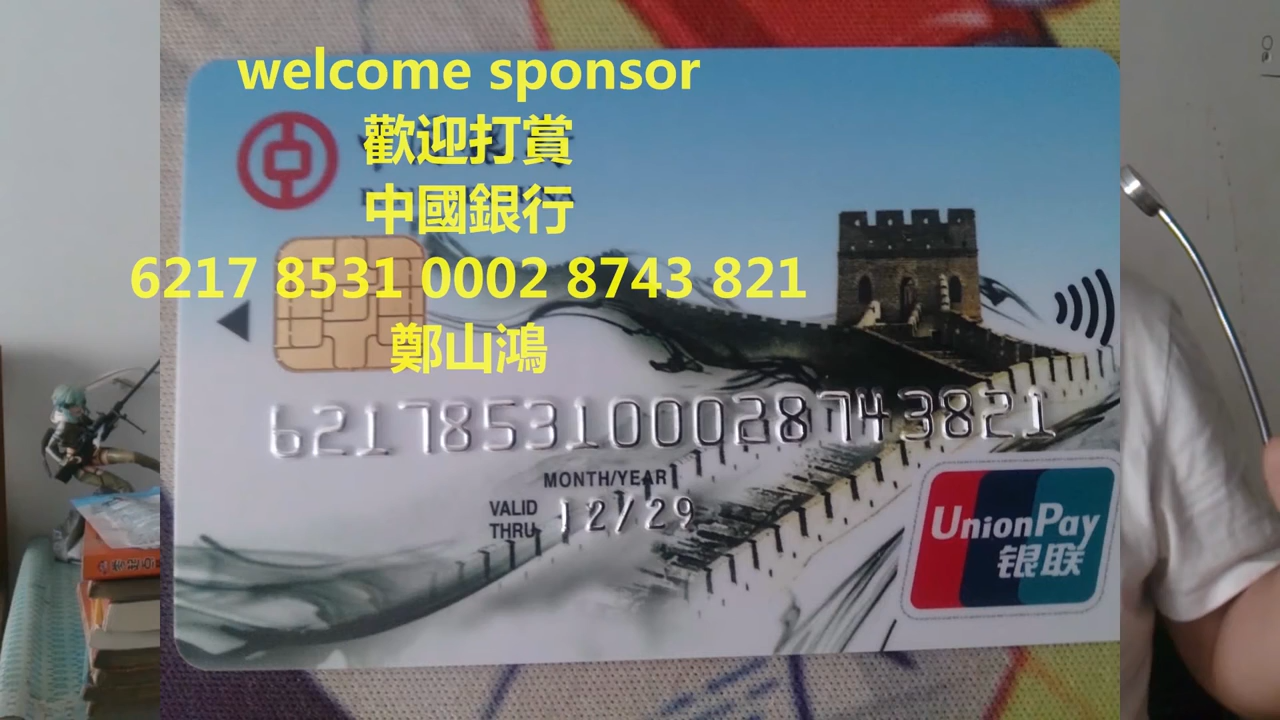 welcome sponsor
歡迎打賞
中國銀行
6217 8531 0002 8743 821
鄭山鴻
6217853100028743821
MONTH/YEAR
VALID THRU 12/29
UnionPay
银联